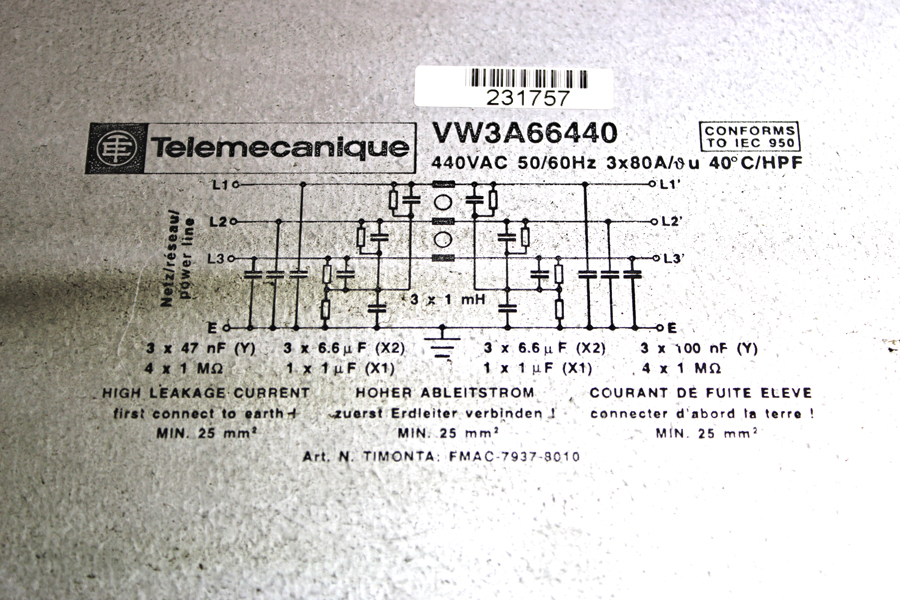 231757
Telemecanique
VW3A66440
CONFORMS
TO IEC 950
440VAC 50/60Hz 3x80A/ϑu 40°C/HPF
L1 L1'
L2 L2'
L3 L3'
Netz/réseau/
power line
3 x 1 mH
E E
3 x 47 nF (Y) 3 x 6.6 µF (X2) 3 x 6.6 µF (X2) 3 x 100 nF (Y)
4 x 1 MΩ 1 x 1 µF (X1) 1 x 1 µF (X1) 4 x 1 MΩ
HIGH LEAKAGE CURRENT HOHER ABLEITSTROM COURANT DE FUITE ELEVE
first connect to earth ! zuerst Erdleiter verbinden ! connecter d'abord la terre !
MIN. 25 mm² MIN. 25 mm² MIN. 25 mm²
Art. N. TIMONTA: FMAC-7937-8010